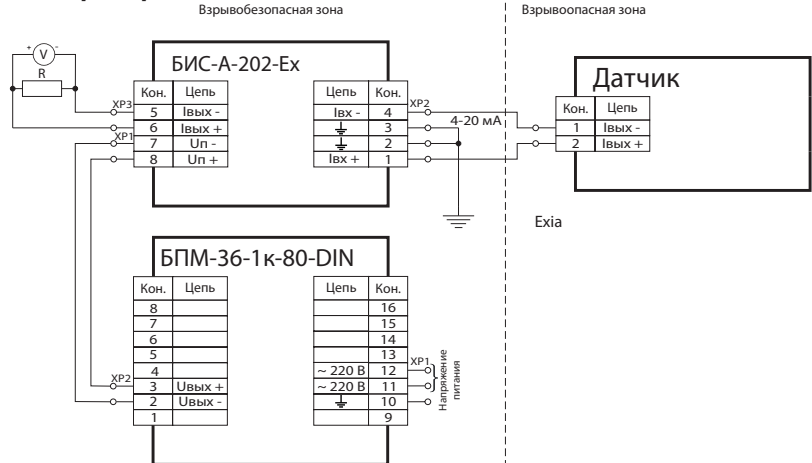 Взрывобезопасная зона
Взрывоопасная зона
+ V -
R
БИС-А-202-Ех
Кон. Цепь
XP3
5 Iвых -
6 Iвых +
XP1
7 Uп -
8 Uп +
Цепь Кон.
XP2
Iвх - 4
3
2
Iвх + 1
4-20 мА
Датчик
Кон. Цепь
1 Iвых -
2 Iвых +
Exia
БПМ-36-1к-80-DIN
Кон. Цепь
8
7
6
5
4
XP2
3 Uвых +
2 Uвых -
1
Цепь Кон.
16
15
14
13
XP1
~ 220 В 12
~ 220 В 11
10
9
Напряжение
питания